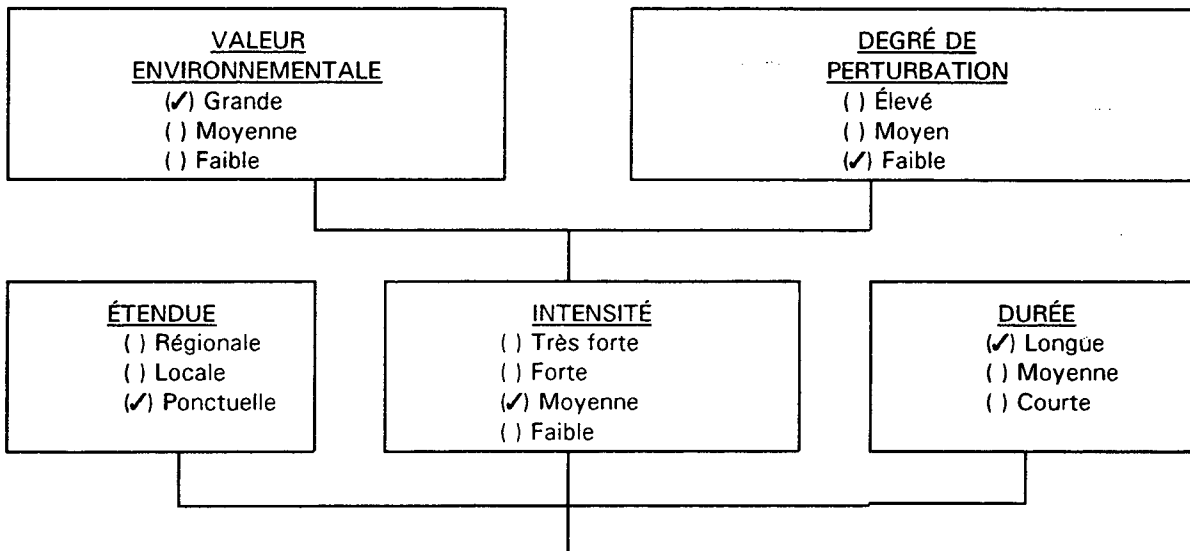 VALEUR
ENVIRONNEMENTALE
(✓) Grande
( ) Moyenne
( ) Faible
DEGRÉ DE
PERTURBATION
( ) Élevé
( ) Moyen
(✓) Faible
ÉTENDUE
( ) Régionale
( ) Locale
(✓) Ponctuelle
INTENSITÉ
( ) Très forte
( ) Forte
(✓) Moyenne
( ) Faible
DURÉE
(✓) Longue
( ) Moyenne
( ) Courte